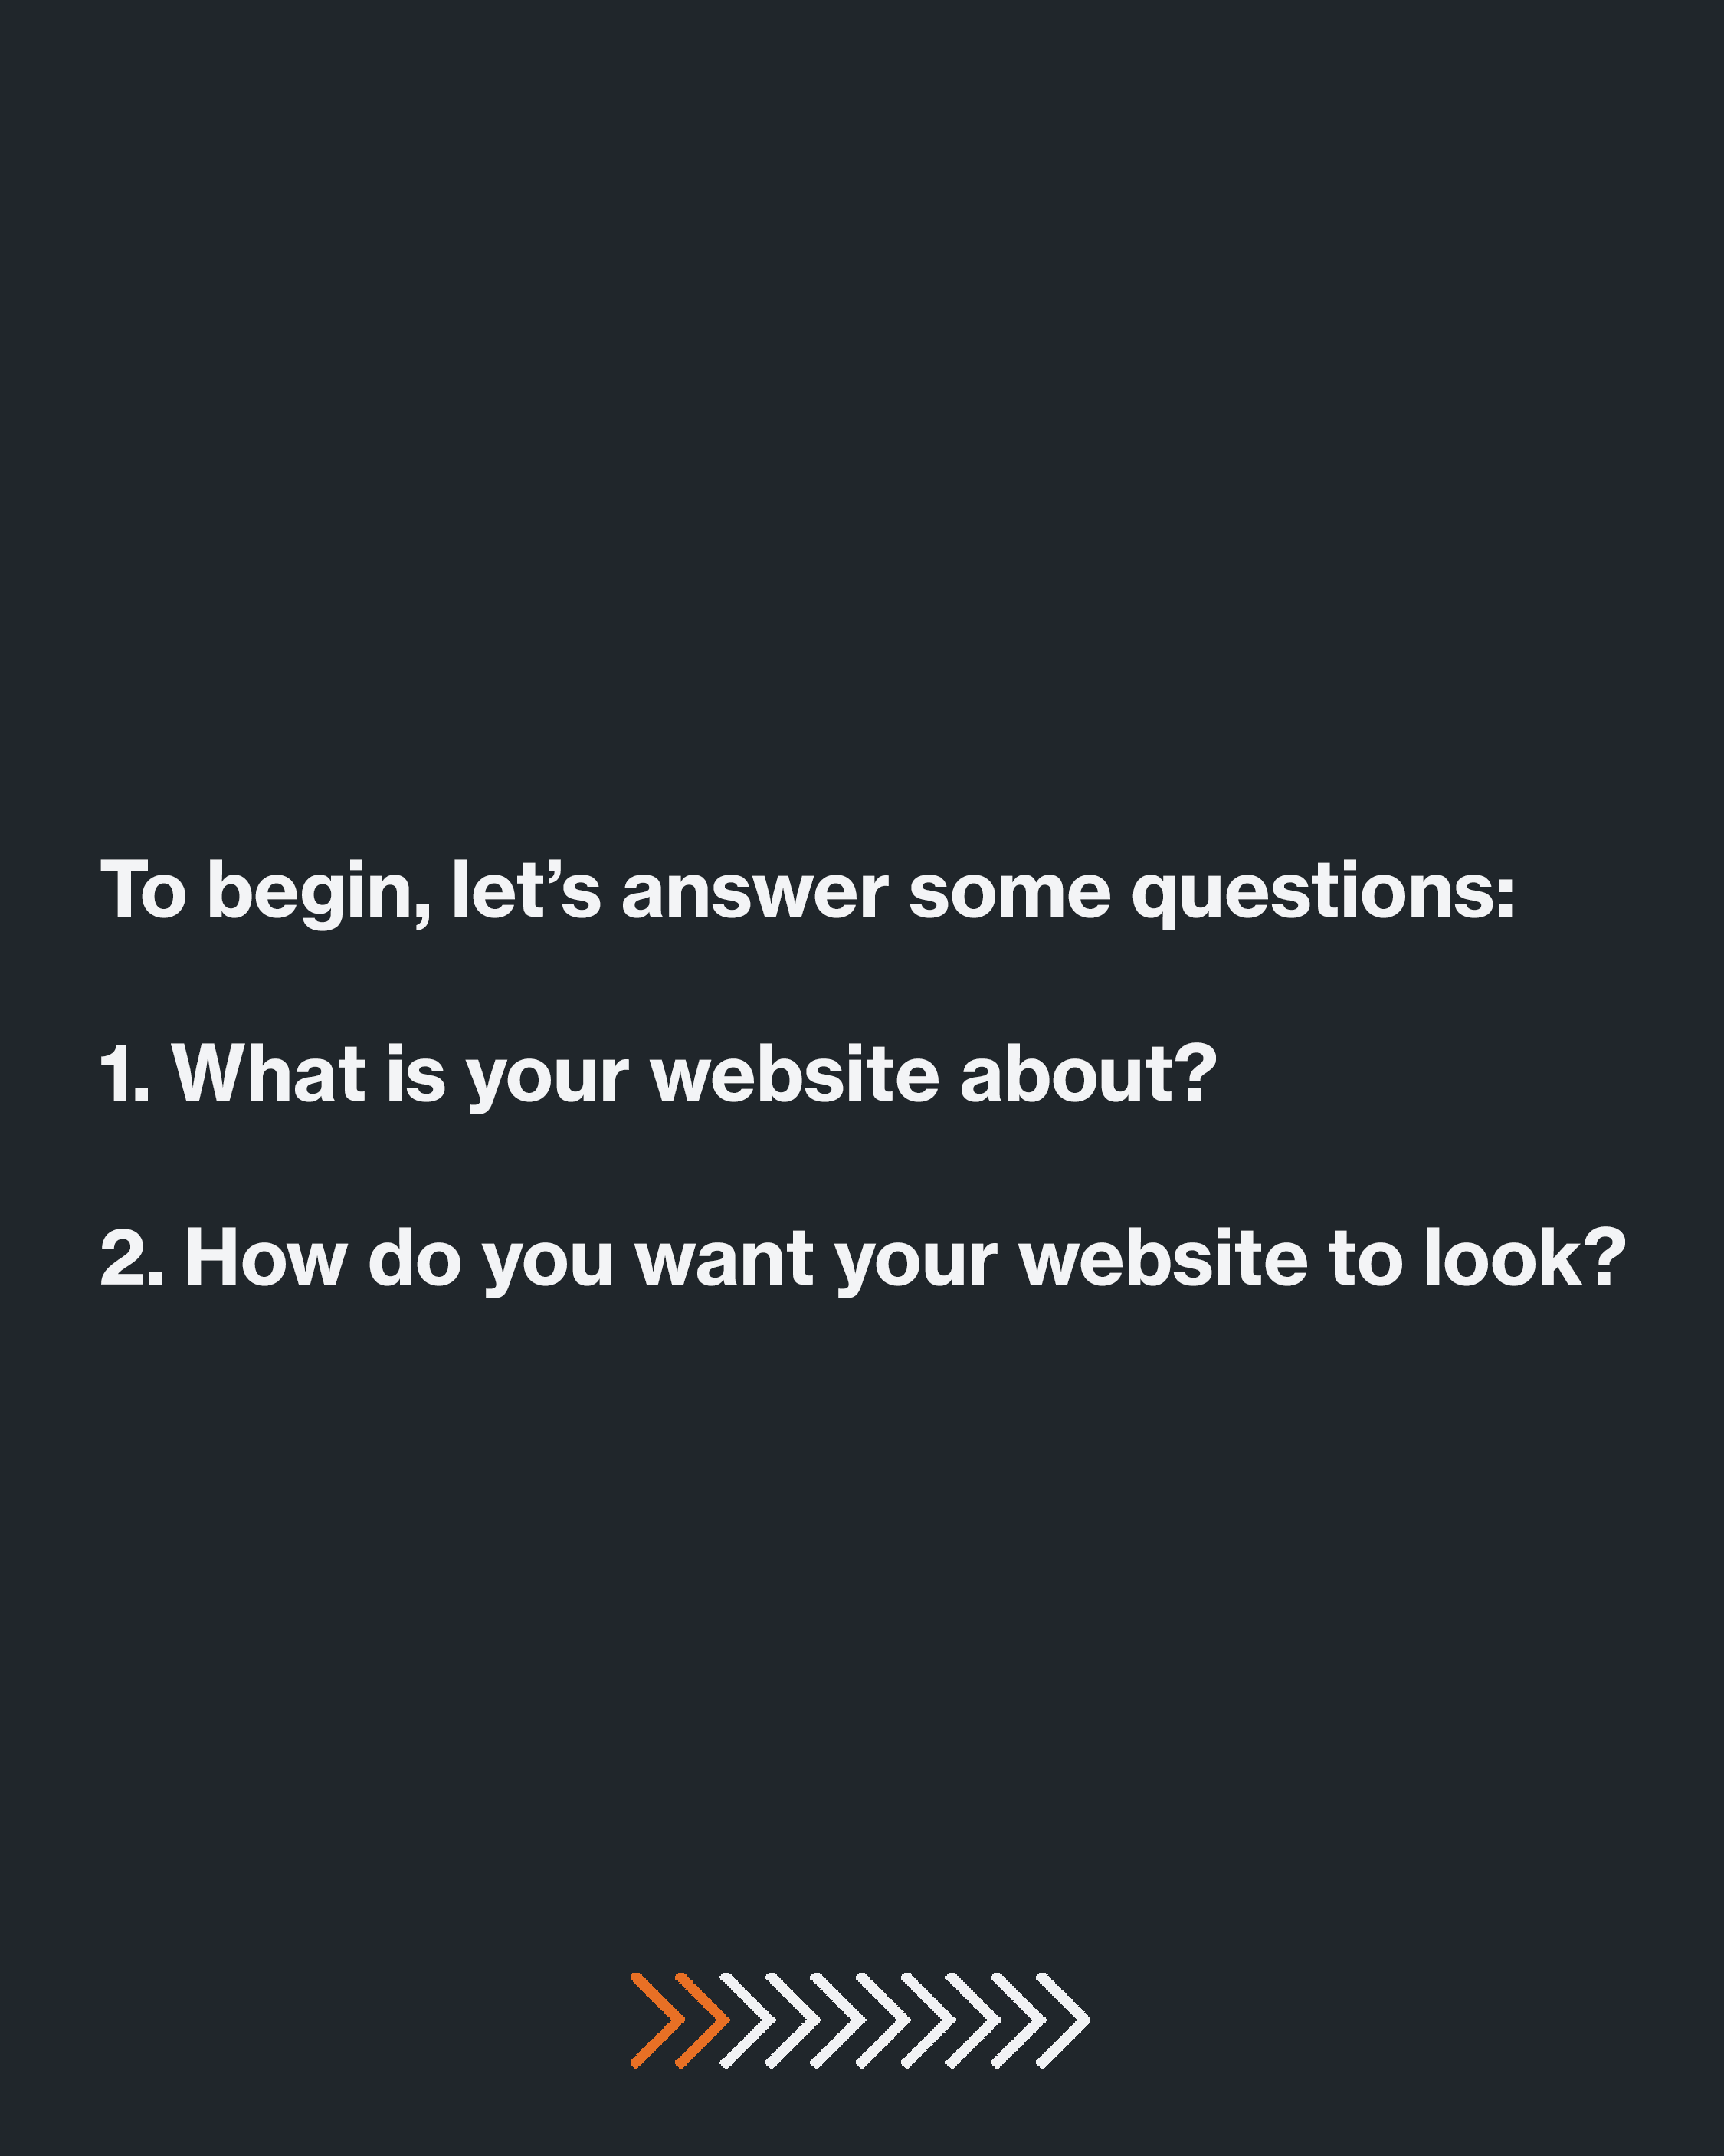 To begin, let’s answer some questions:
1. What is your website about?
2. How do you want your website to look?